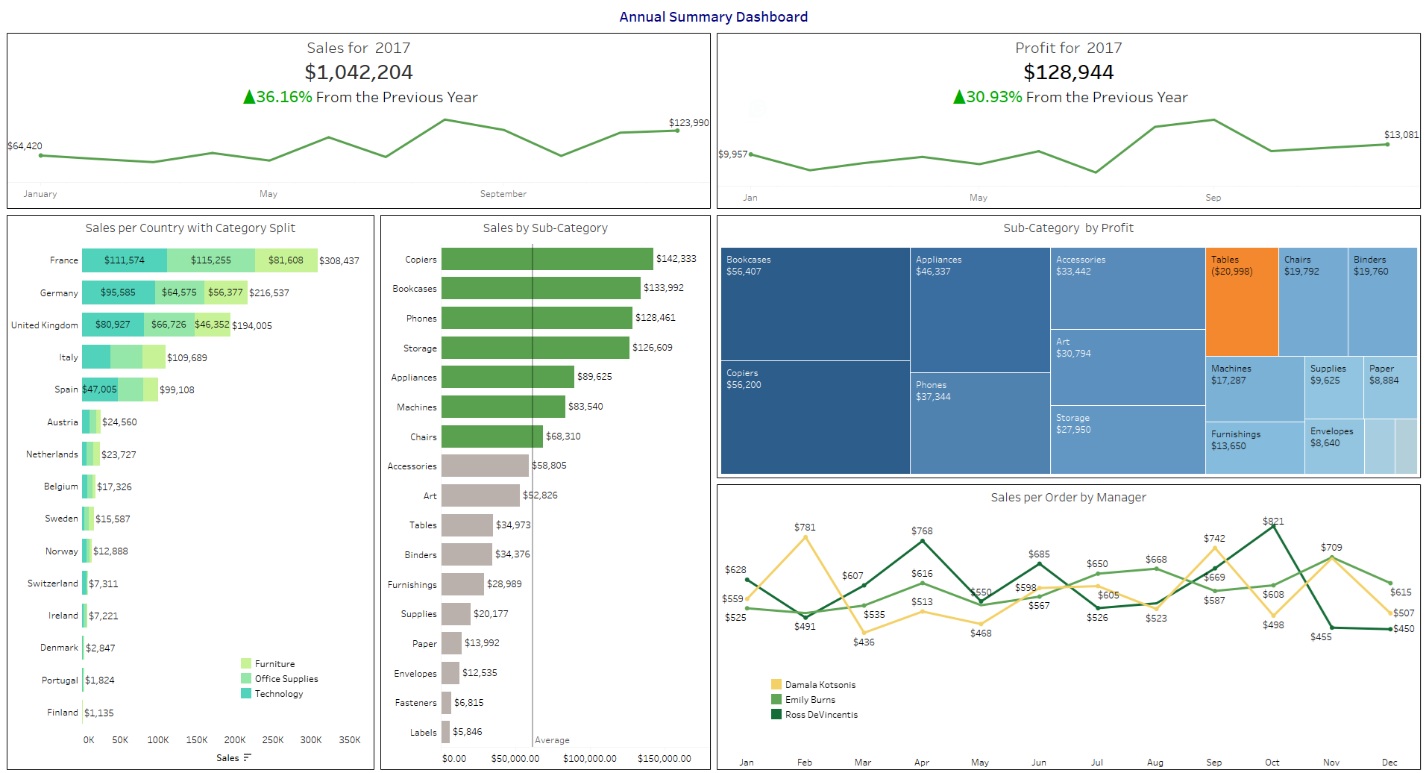 Annual Summary Dashboard
Sales for 2017
$1,042,204
▲36.16% From the Previous Year
$64,420
$123,990
January May September
Profit for 2017
$128,944
▲30.93% From the Previous Year
$9,957
$13,081
Jan May Sep
Sales per Country with Category Split
France $111,574 $115,255 $81,608 $308,437
Germany $95,585 $64,575 $56,377 $216,537
United Kingdom $80,927 $66,726 $46,352 $194,005
Italy $109,689
Spain $47,005 $99,108
Austria $24,560
Netherlands $23,727
Belgium $17,326
Sweden $15,587
Norway $12,888
Switzerland $7,311
Ireland $7,221
Denmark $2,847
Portugal $1,824
Finland $1,135
Furniture
Office Supplies
Technology
0K 50K 100K 150K 200K 250K 300K 350K
Sales
Sales by Sub-Category
Copiers $142,333
Bookcases $133,992
Phones $128,461
Storage $126,609
Appliances $89,625
Machines $83,540
Chairs $68,310
Accessories $58,805
Art $52,826
Tables $34,973
Binders $34,376
Furnishings $28,989
Supplies $20,177
Paper $13,992
Envelopes $12,535
Fasteners $6,815
Labels $5,846
Average
$0.00 $50,000.00 $100,000.00 $150,000.00
Sub-Category by Profit
Bookcases
$56,407
Copiers
$56,200
Appliances
$46,337
Phones
$37,344
Accessories
$33,442
Art
$30,794
Storage
$27,950
Tables
($20,998)
Chairs
$19,792
Binders
$19,760
Machines
$17,287
Supplies
$9,625
Paper
$8,884
Furnishings
$13,650
Envelopes
$8,640
Sales per Order by Manager
$628
$559
$525
$781
$491
$607
$535
$436
$768
$616
$513
$550
$468
$685
$598
$567
$650
$605
$526
$668
$523
$742
$669
$587
$821
$608
$498
$709
$455
$615
$507
$450
Damala Kotsonis
Emily Burns
Ross DeVincentis
Jan Feb Mar Apr May Jun Jul Aug Sep Oct Nov Dec